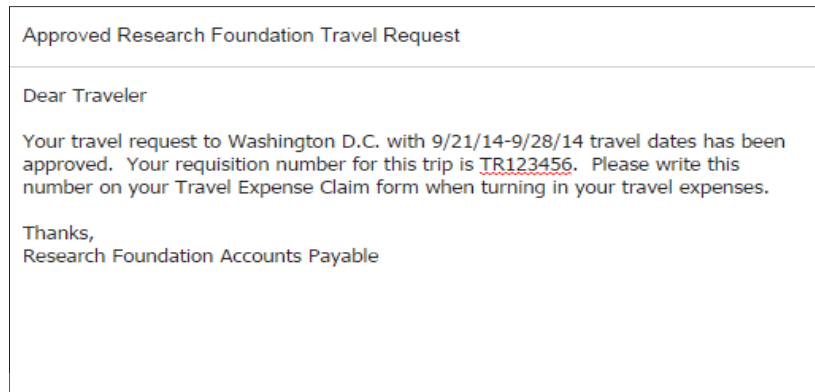 Approved Research Foundation Travel Request
Dear Traveler
Your travel request to Washington D.C. with 9/21/14-9/28/14 travel dates has been
approved.  Your requisition number for this trip is TR123456.  Please write this
number on your Travel Expense Claim form when turning in your travel expenses.
Thanks,
Research Foundation Accounts Payable